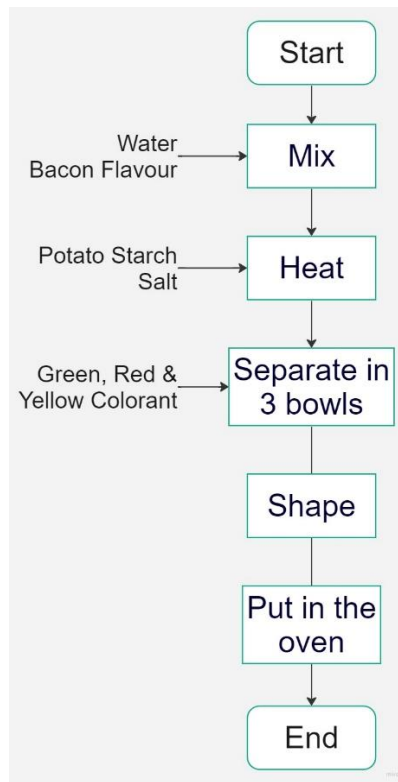 Start
Water
Bacon Flavour
Mix
Potato Starch
Salt
Heat
Green, Red &
Yellow Colorant
Separate in
3 bowls
Shape
Put in the
oven
End